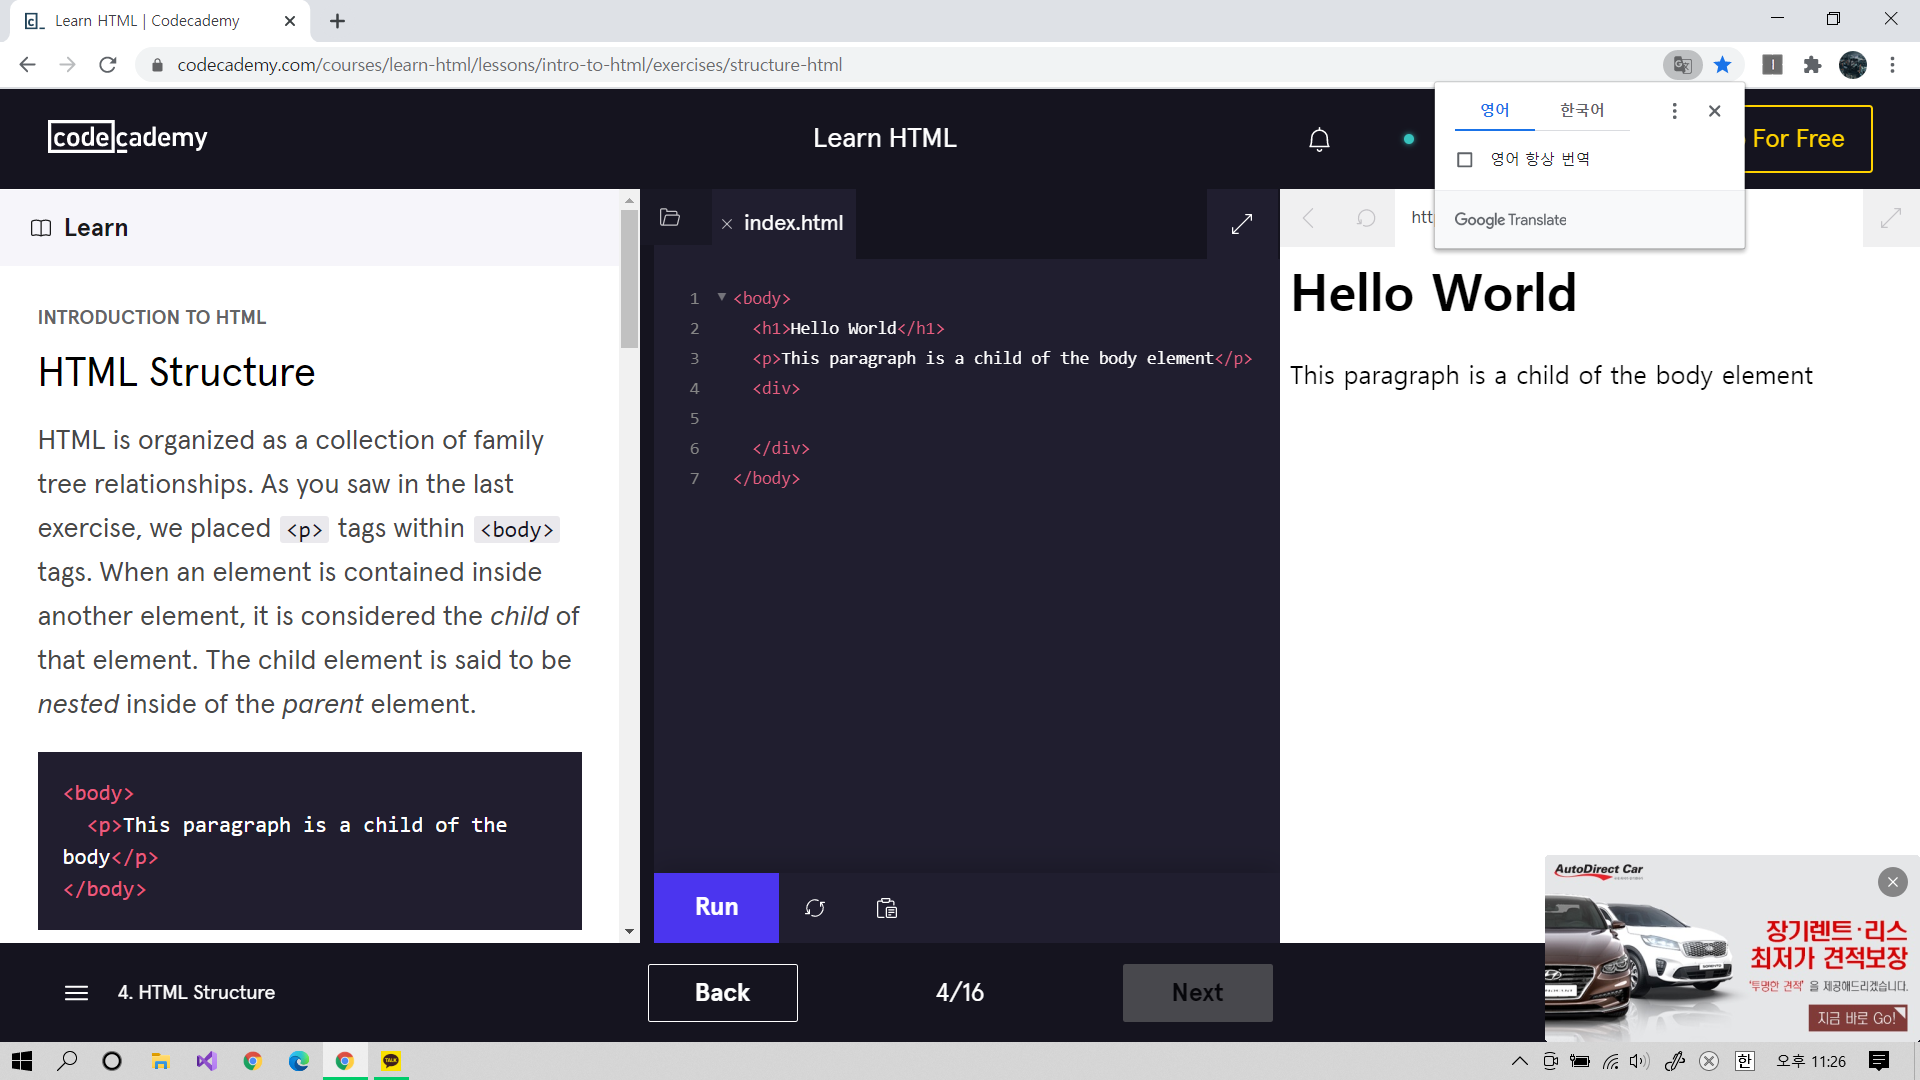 Learn HTML | Codecademy
codecademy.com/courses/learn-html/lessons/intro-to-html/exercises/structure-html
영어 한국어
영어 항상 번역
Google Translate
codecademy
Learn HTML
For Free
Learn
index.html
htt
INTRODUCTION TO HTML
HTML Structure
HTML is organized as a collection of family
tree relationships. As you saw in the last
exercise, we placed <p> tags within <body>
tags. When an element is contained inside
another element, it is considered the child of
that element. The child element is said to be
nested inside of the parent element.
<body>
<p>This paragraph is a child of the
body</p>
</body>
1 <body>
2 <h1>Hello World</h1>
3 <p>This paragraph is a child of the body element</p>
4 <div>
5
6 </div>
7 </body>
Hello World
This paragraph is a child of the body element
Run
AutoDirect Car
장기렌트·리스
최저가 견적보장
'투명한 견적' 을 제공해드리겠습니다.
지금 바로 Go!
4. HTML Structure
Back
4/16
Next
TALK
한
오후 11:26